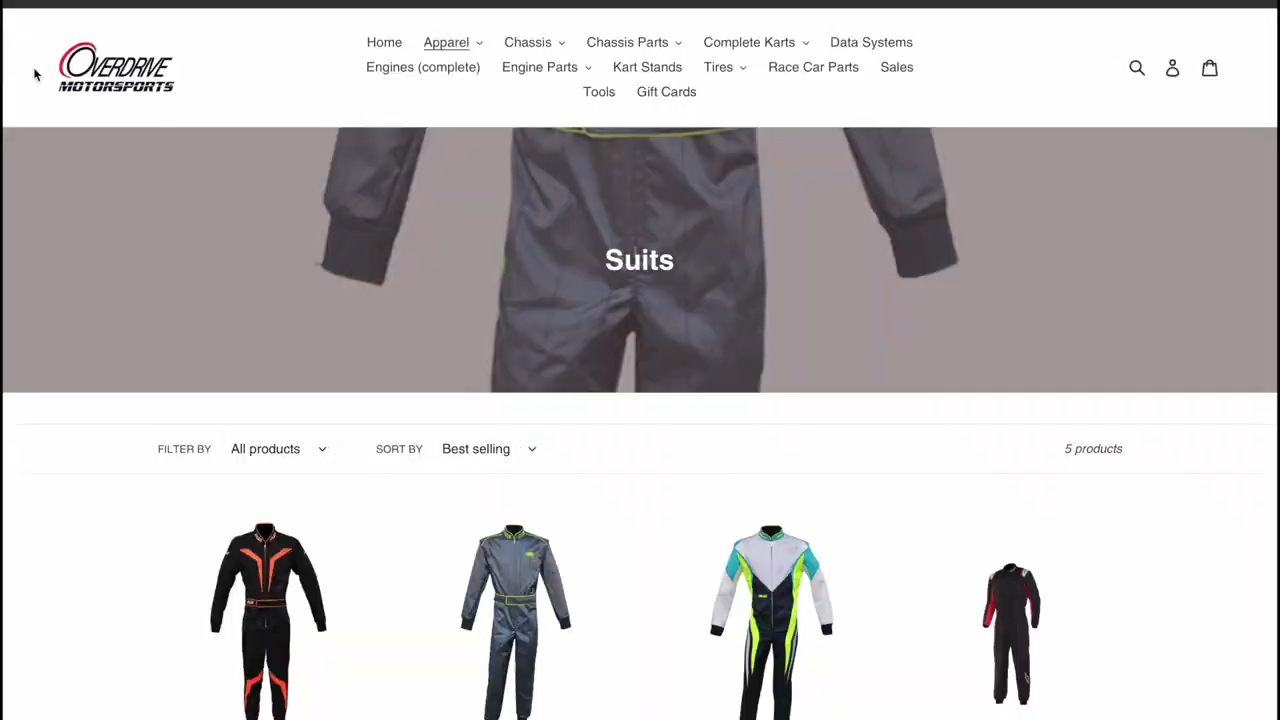 OVERDRIVE
MOTORSPORTS
Home Apparel Chassis Chassis Parts Complete Karts Data Systems
Engines (complete) Engine Parts Kart Stands Tires Race Car Parts Sales
Tools Gift Cards
Suits
FILTER BY All products SORT BY Best selling 5 products